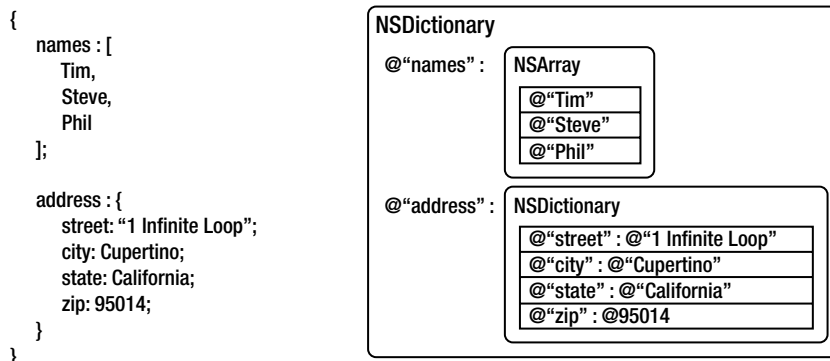 {
names : [
Tim,
Steve,
Phil
];
address : {
street: “1 Infinite Loop”;
city: Cupertino;
state: California;
zip: 95014;
}
}
NSDictionary
@“names” :
NSArray
@“Tim”
@“Steve”
@“Phil”
@“address” :
NSDictionary
@“street” : @“1 Infinite Loop”
@“city” : @“Cupertino”
@“state” : @“California”
@“zip” : @95014